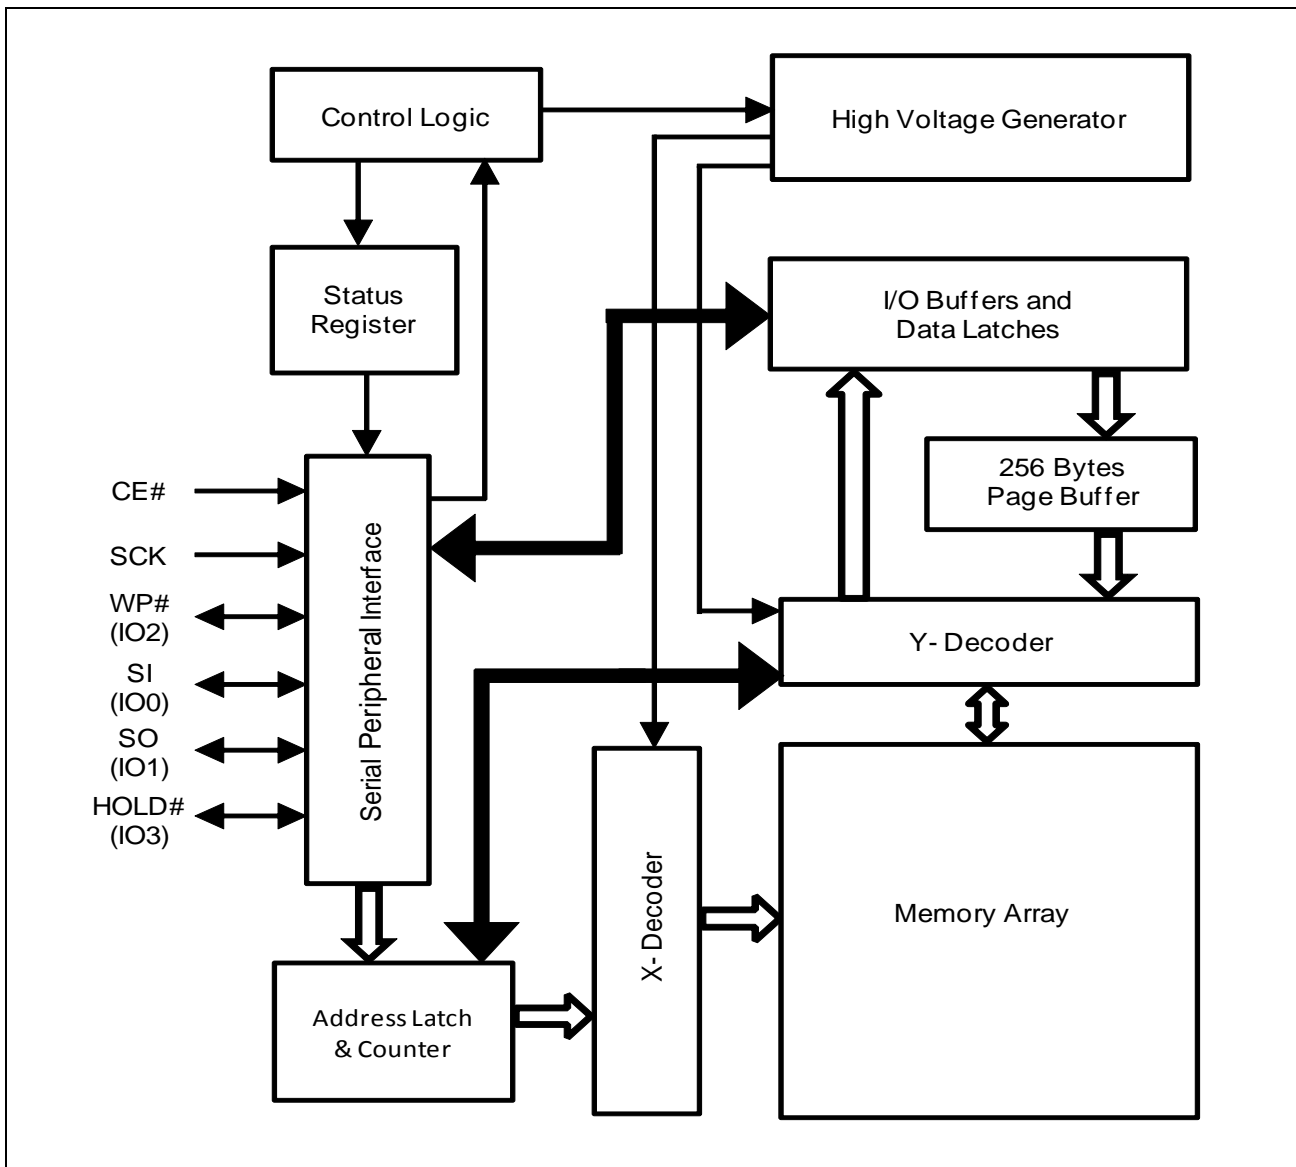 Control Logic
High Voltage Generator
Status
Register
I/O Buffers and
Data Latches
256 Bytes
Page Buffer
CE#
SCK
WP#
(IO2)
SI
(IO0)
SO
(IO1)
HOLD#
(IO3)
Serial Peripheral Interface
Y- Decoder
X- Decoder
Memory Array
Address Latch
& Counter